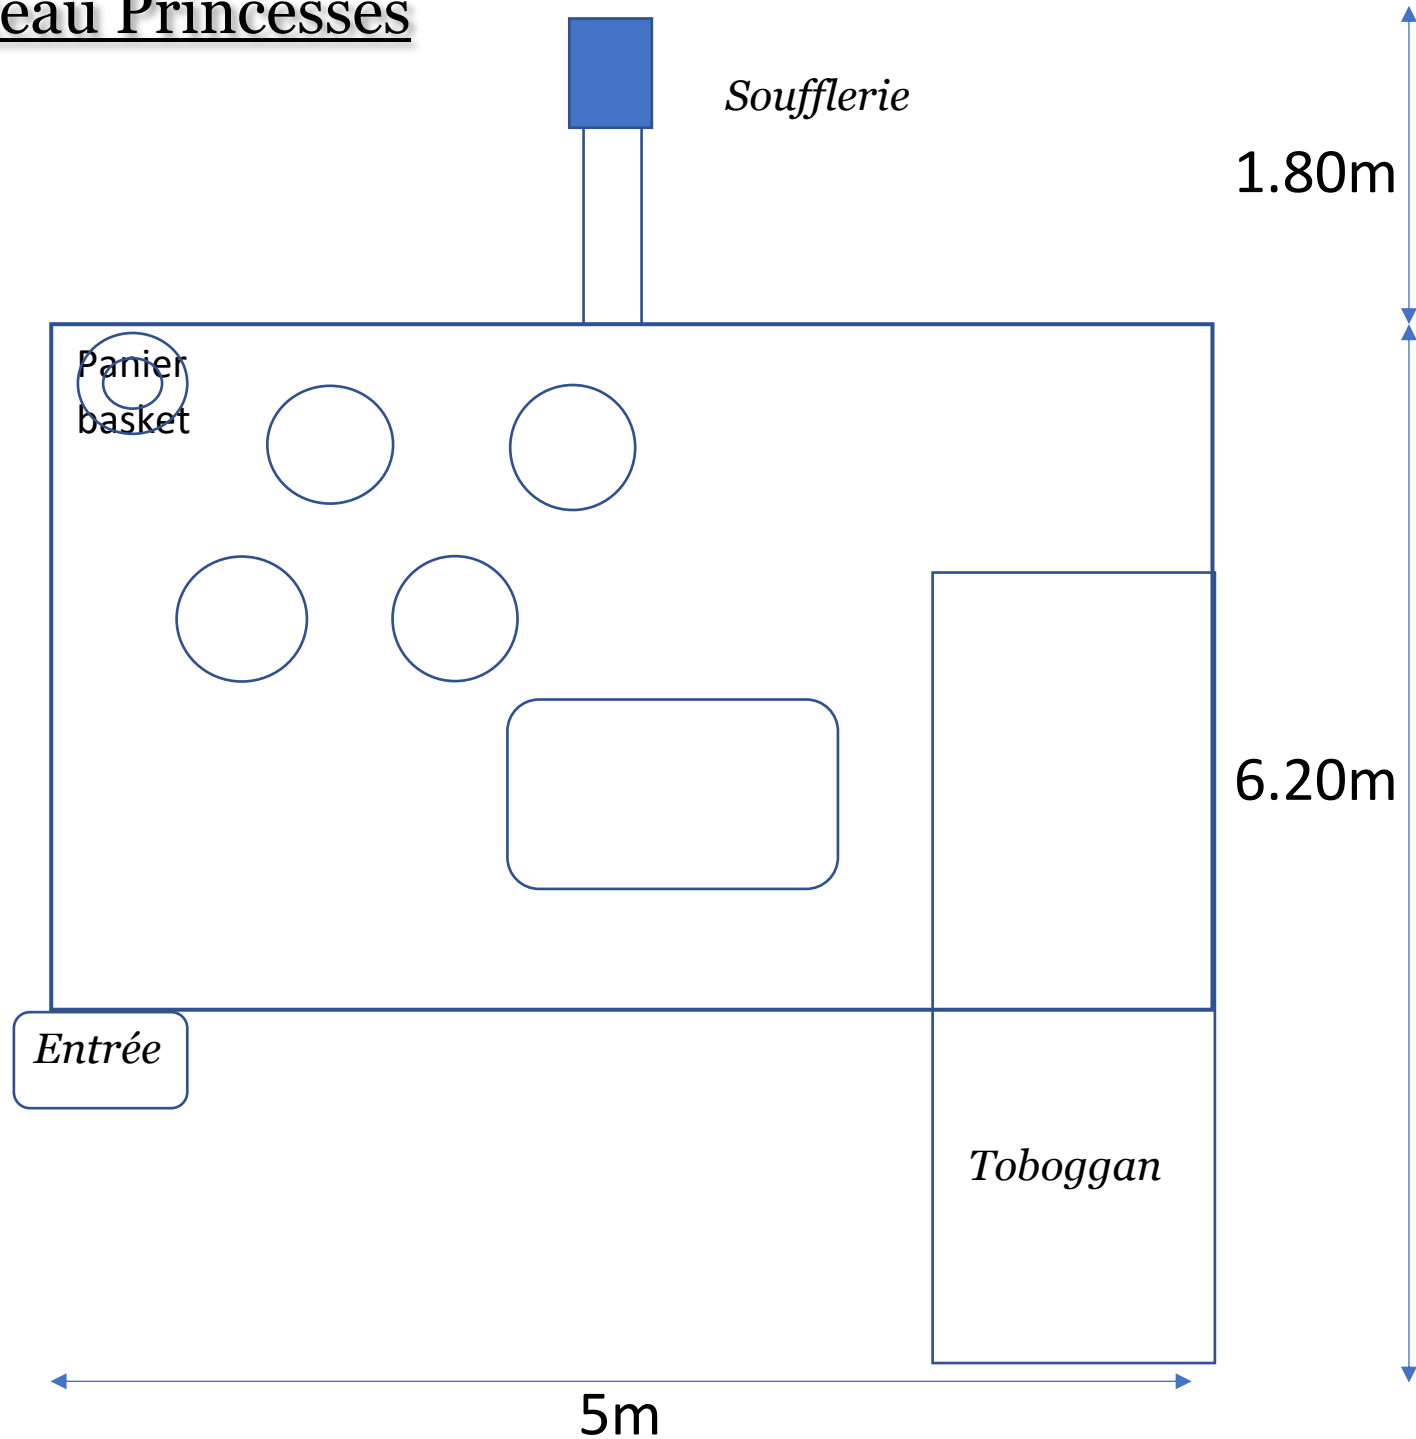 eau Princesses
Soufflerie
1.80m
Panier
basket
6.20m
Entrée
Toboggan
5m